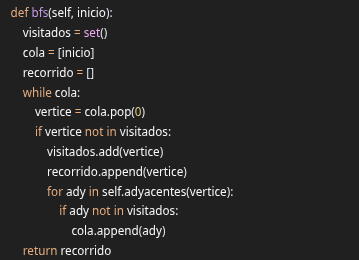 def bfs(self, inicio):
    visitados = set()
    cola = [inicio]
    recorrido = []
    while cola:
        vertice = cola.pop(0)
        if vertice not in visitados:
            visitados.add(vertice)
            recorrido.append(vertice)
            for ady in self.adyacentes(vertice):
                if ady not in visitados:
                    cola.append(ady)
    return recorrido